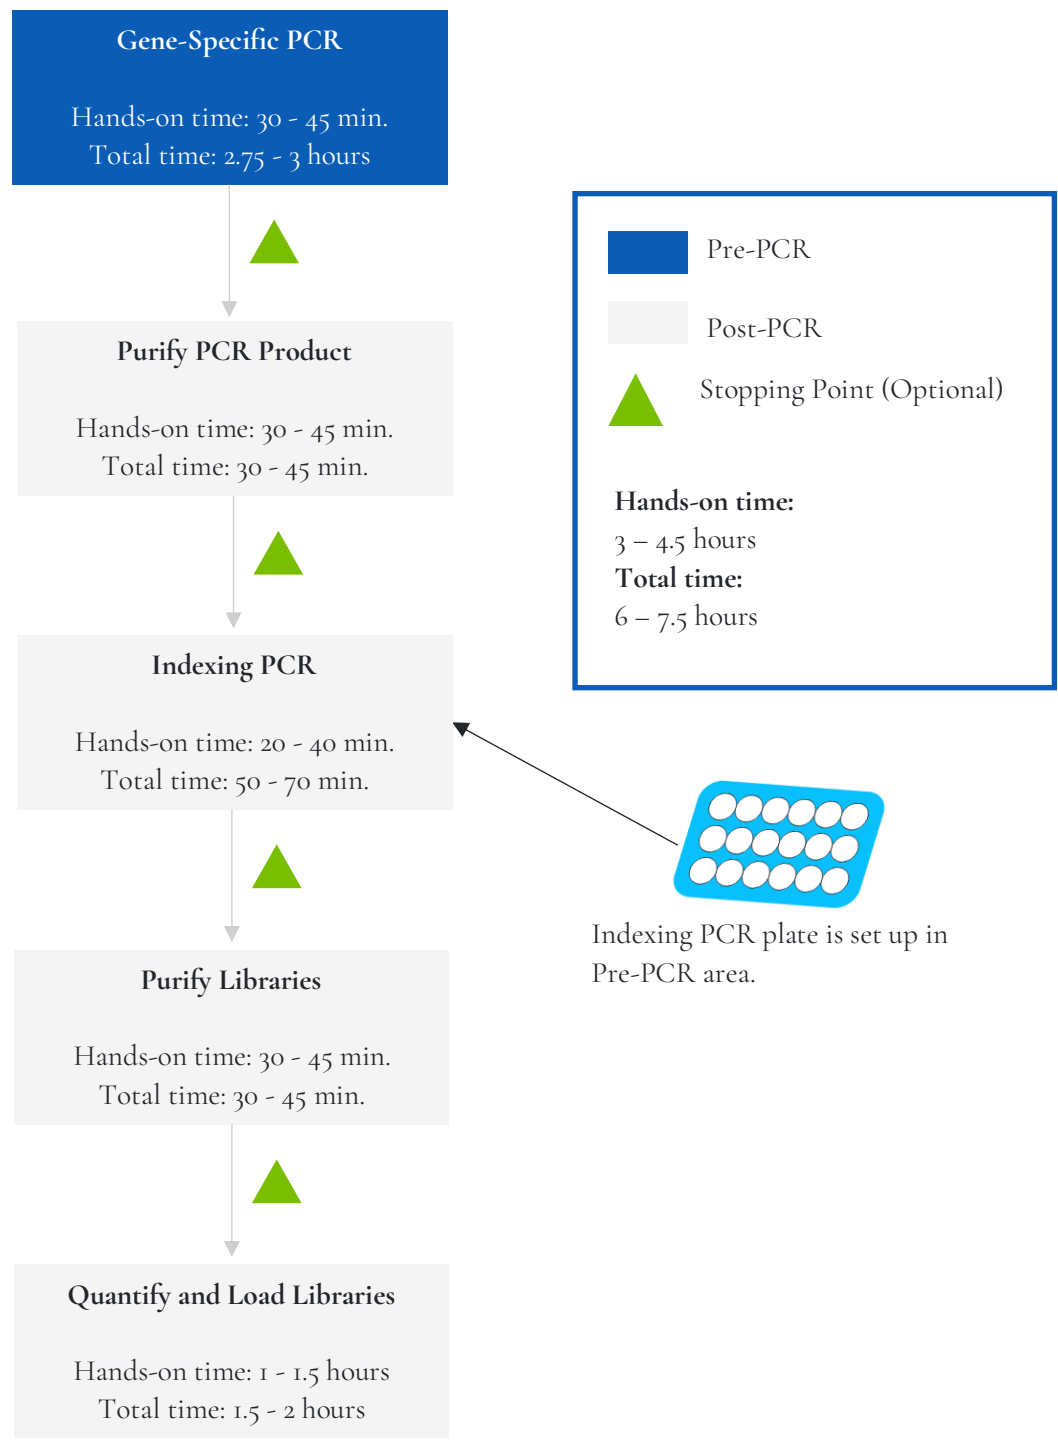 Gene-Specific PCR
Hands-on time: 30 - 45 min.
Total time: 2.75 - 3 hours
Purify PCR Product
Hands-on time: 30 - 45 min.
Total time: 30 - 45 min.
Indexing PCR
Hands-on time: 20 - 40 min.
Total time: 50 - 70 min.
Purify Libraries
Hands-on time: 30 - 45 min.
Total time: 30 - 45 min.
Quantify and Load Libraries
Hands-on time: 1 - 1.5 hours
Total time: 1.5 - 2 hours
Pre-PCR
Post-PCR
Stopping Point (Optional)
Hands-on time:
3 – 4.5 hours
Total time:
6 – 7.5 hours
Indexing PCR plate is set up in
Pre-PCR area.